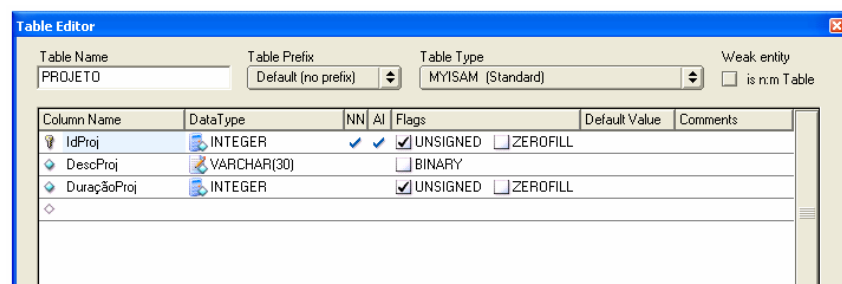 Table Editor
Table Name Table Prefix Table Type Weak entity
PROJETO Default (no prefix) MYISAM (Standard) is n:m Table
Column Name DataType NN AI Flags Default Value Comments
IdProj INTEGER UNSIGNED ZEROFILL
DescProj VARCHAR(30) BINARY
DuraçãoProj INTEGER UNSIGNED ZEROFILL